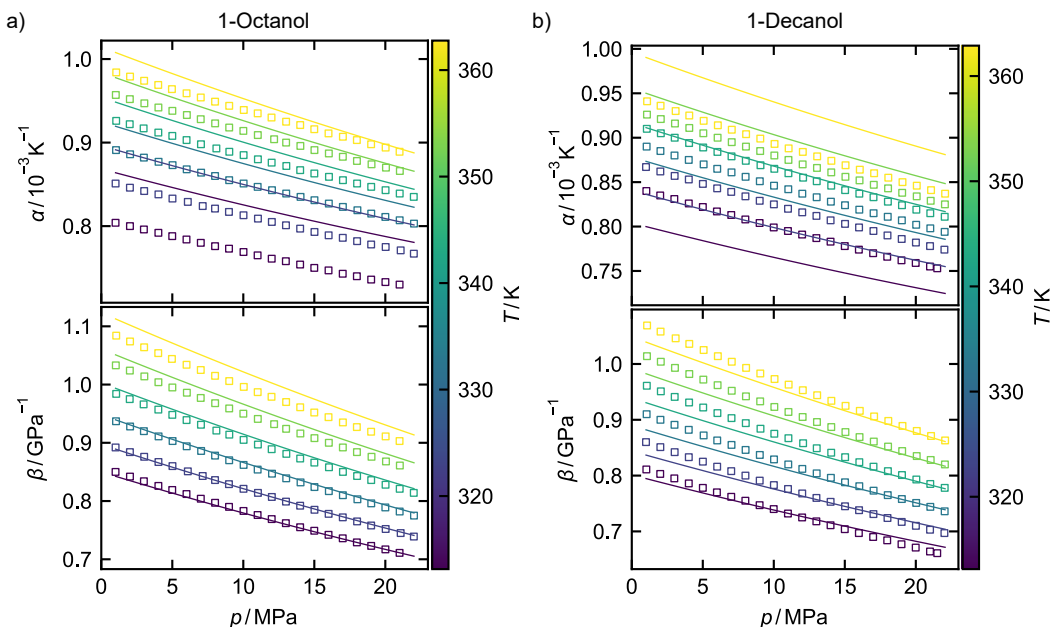 a) 1-Octanol
1.0
0.9
0.8
α / 10⁻³K⁻¹
1.1
1.0
0.9
0.8
0.7
β / GPa⁻¹
0 5 10 15 20
p / MPa
360
350
340
330
320
T / K
b) 1-Decanol
1.00
0.95
0.90
0.85
0.80
0.75
α / 10⁻³K⁻¹
1.0
0.9
0.8
0.7
β / GPa⁻¹
0 5 10 15 20
p / MPa
360
350
340
330
320
T / K